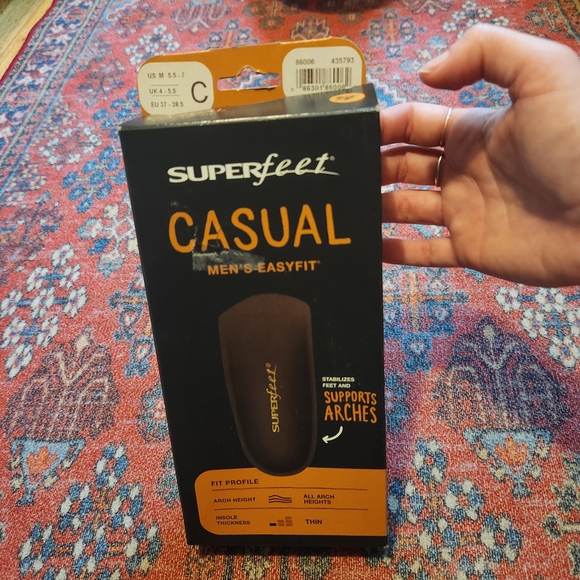 US M 5.5 - 7
UK 4 - 5.5
EU 37 - 38.5
C
86006 435793
SUPERfeet®
CASUAL
MEN'S EASYFIT®
SUPERfeet®
STABILIZES
FEET AND
SUPPORTS
ARCHES
FIT PROFILE
ARCH HEIGHT
ALL ARCH
HEIGHTS
INSOLE
THICKNESS
THIN